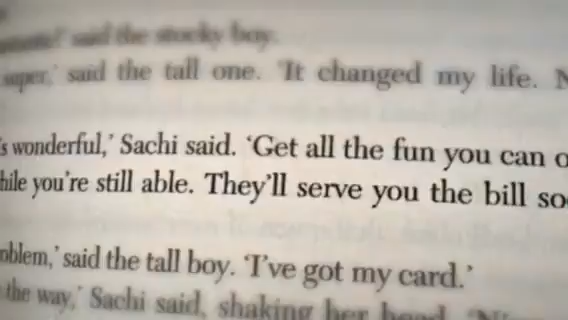 said the stocky boy.
super,' said the tall one. 'It changed my life. N
s wonderful,' Sachi said. 'Get all the fun you can o
hile you're still able. They'll serve you the bill so
oblem,' said the tall boy. 'I've got my card.'
the way,' Sachi said, shaking her head.